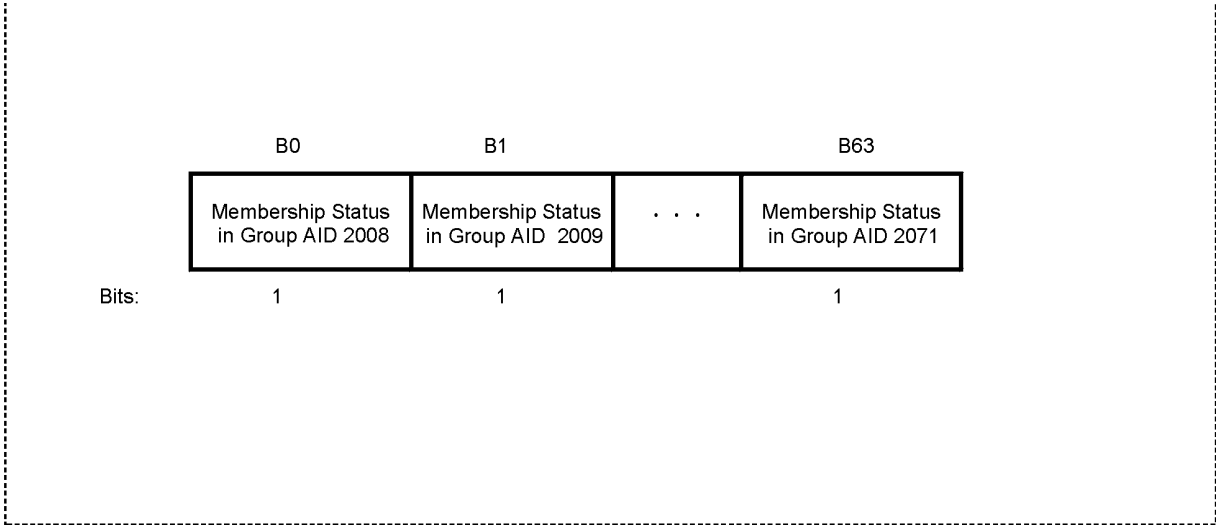 B0 B1 B63
Membership Status in Group AID 2008
Membership Status in Group AID 2009
. . .
Membership Status in Group AID 2071
Bits: 1 1 1